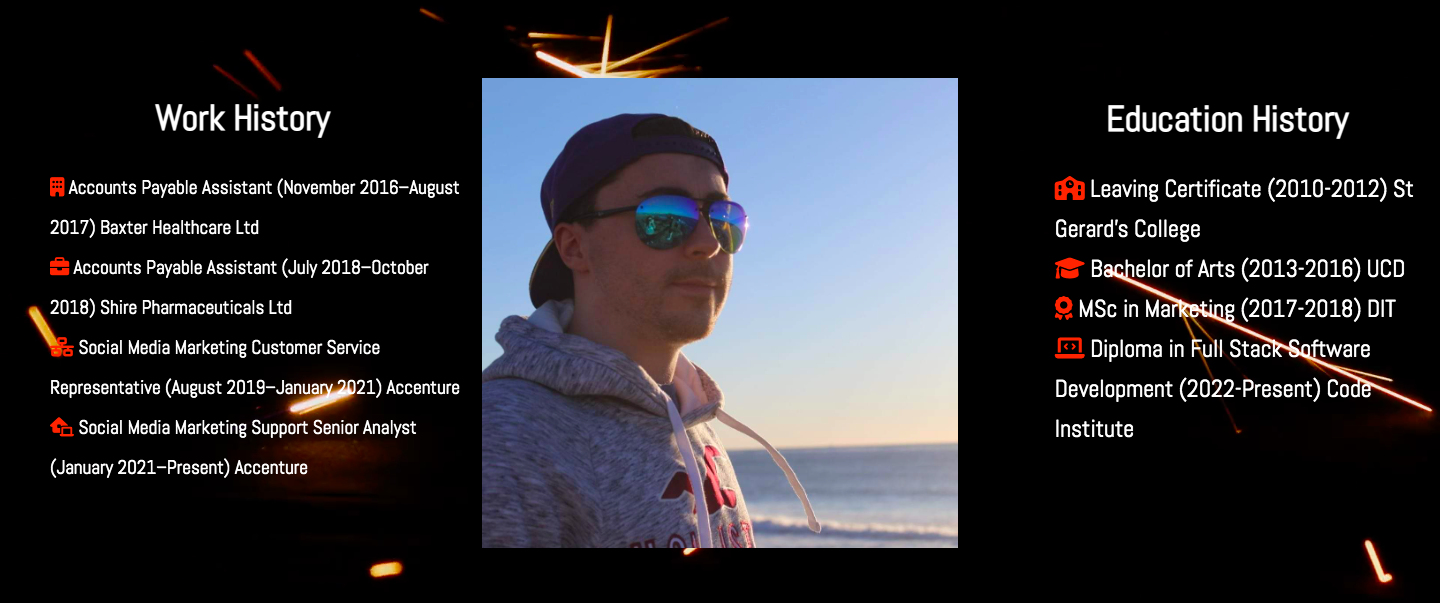 Work History
Accounts Payable Assistant (November 2016–August
2017) Baxter Healthcare Ltd
Accounts Payable Assistant (July 2018–October
2018) Shire Pharmaceuticals Ltd
Social Media Marketing Customer Service
Representative (August 2019–January 2021) Accenture
Social Media Marketing Support Senior Analyst
(January 2021–Present) Accenture
Education History
Leaving Certificate (2010-2012) St
Gerard's College
Bachelor of Arts (2013-2016) UCD
MSc in Marketing (2017-2018) DIT
Diploma in Full Stack Software
Development (2022-Present) Code
Institute